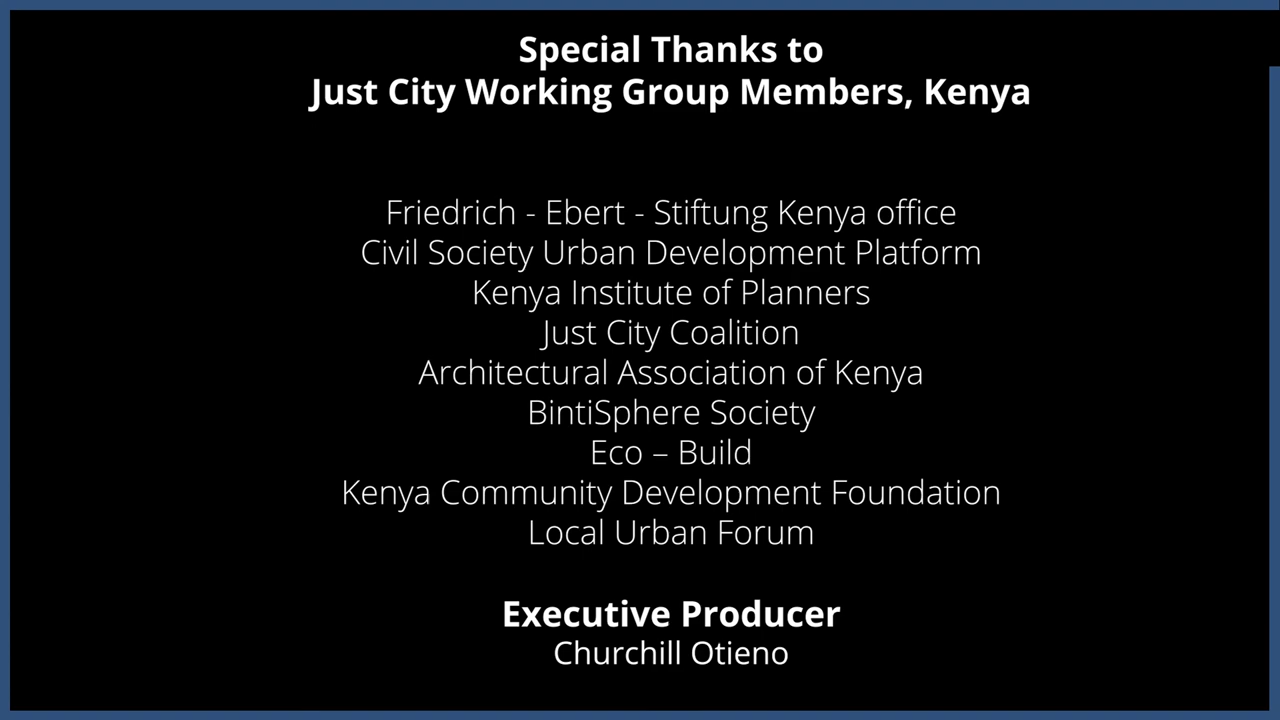 Special Thanks to
Just City Working Group Members, Kenya
Friedrich - Ebert - Stiftung Kenya office
Civil Society Urban Development Platform
Kenya Institute of Planners
Just City Coalition
Architectural Association of Kenya
BintiSphere Society
Eco – Build
Kenya Community Development Foundation
Local Urban Forum
Executive Producer
Churchill Otieno